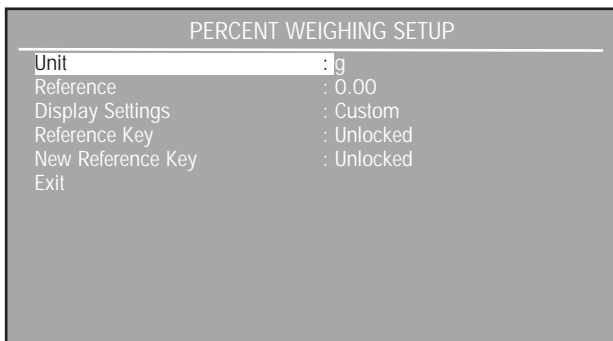 PERCENT WEIGHING SETUP
Unit : g
Reference : 0.00
Display Settings : Custom
Reference Key : Unlocked
New Reference Key : Unlocked
Exit